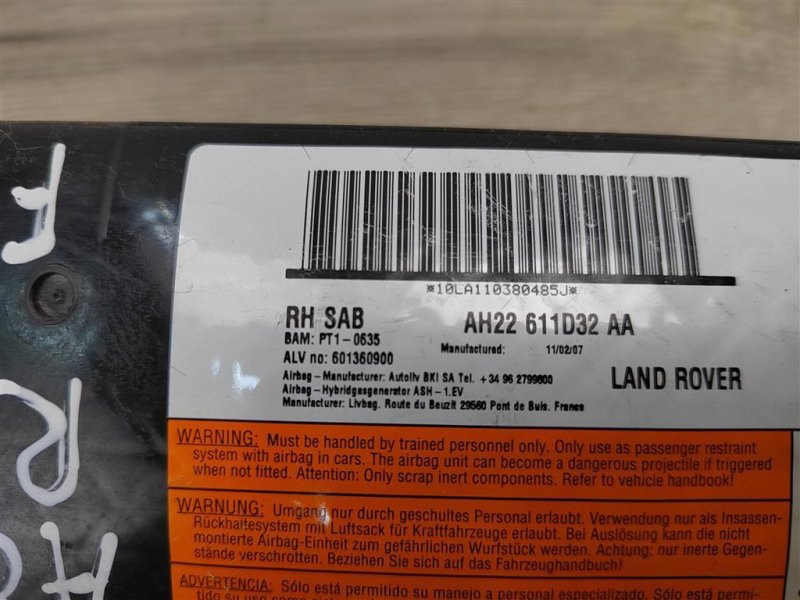 *10LA110380485J*
RH SAB
AH22 611D32 AA
BAM: PT1-0635
Manufactured: 11/02/07
ALV no: 601360900
Airbag-Manufacturer: Autoliv BKI SA Tel. +34 96 2799600
LAND ROVER
Airbag-Hybridgasgenerator ASH-1.EV
Manufacturer: Livbag. Route du Beuzit 29560 Pont de Buis. France
WARNING: Must be handled by trained personnel only. Only use as passenger restraint
system with airbag in cars. The airbag unit can become a dangerous projectile if triggered
when not fitted. Attention: Only scrap inert components. Refer to vehicle handbook!
WARNUNG: Umgang nur durch geschultes Personal erlaubt. Verwendung nur als Insassen-
Rückhaltesystem mit Luftsack für Kraftfahrzeuge erlaubt. Bei Auslösung kann die nicht
montierte Airbag-Einheit zum gefährlichen Wurfstück werden. Achtung: nur inerte Gegen-
stände verschrotten. Beziehen Sie sich auf das Fahrzeughandbuch!
ADVERTENCIA: Sólo está permitido su manejo a personal especializado. Sólo está permi-
tido su uso como
F
R